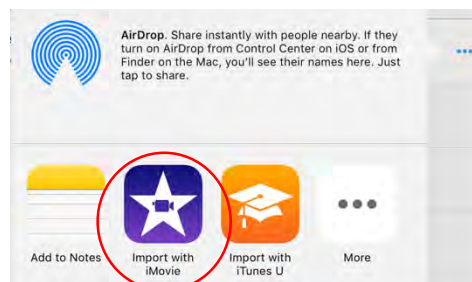 AirDrop. Share instantly with people nearby. If they
turn on AirDrop from Control Center on iOS or from
Finder on the Mac, you'll see their names here. Just
tap to share.
Add to Notes
Import with
iMovie
Import with
iTunes U
More